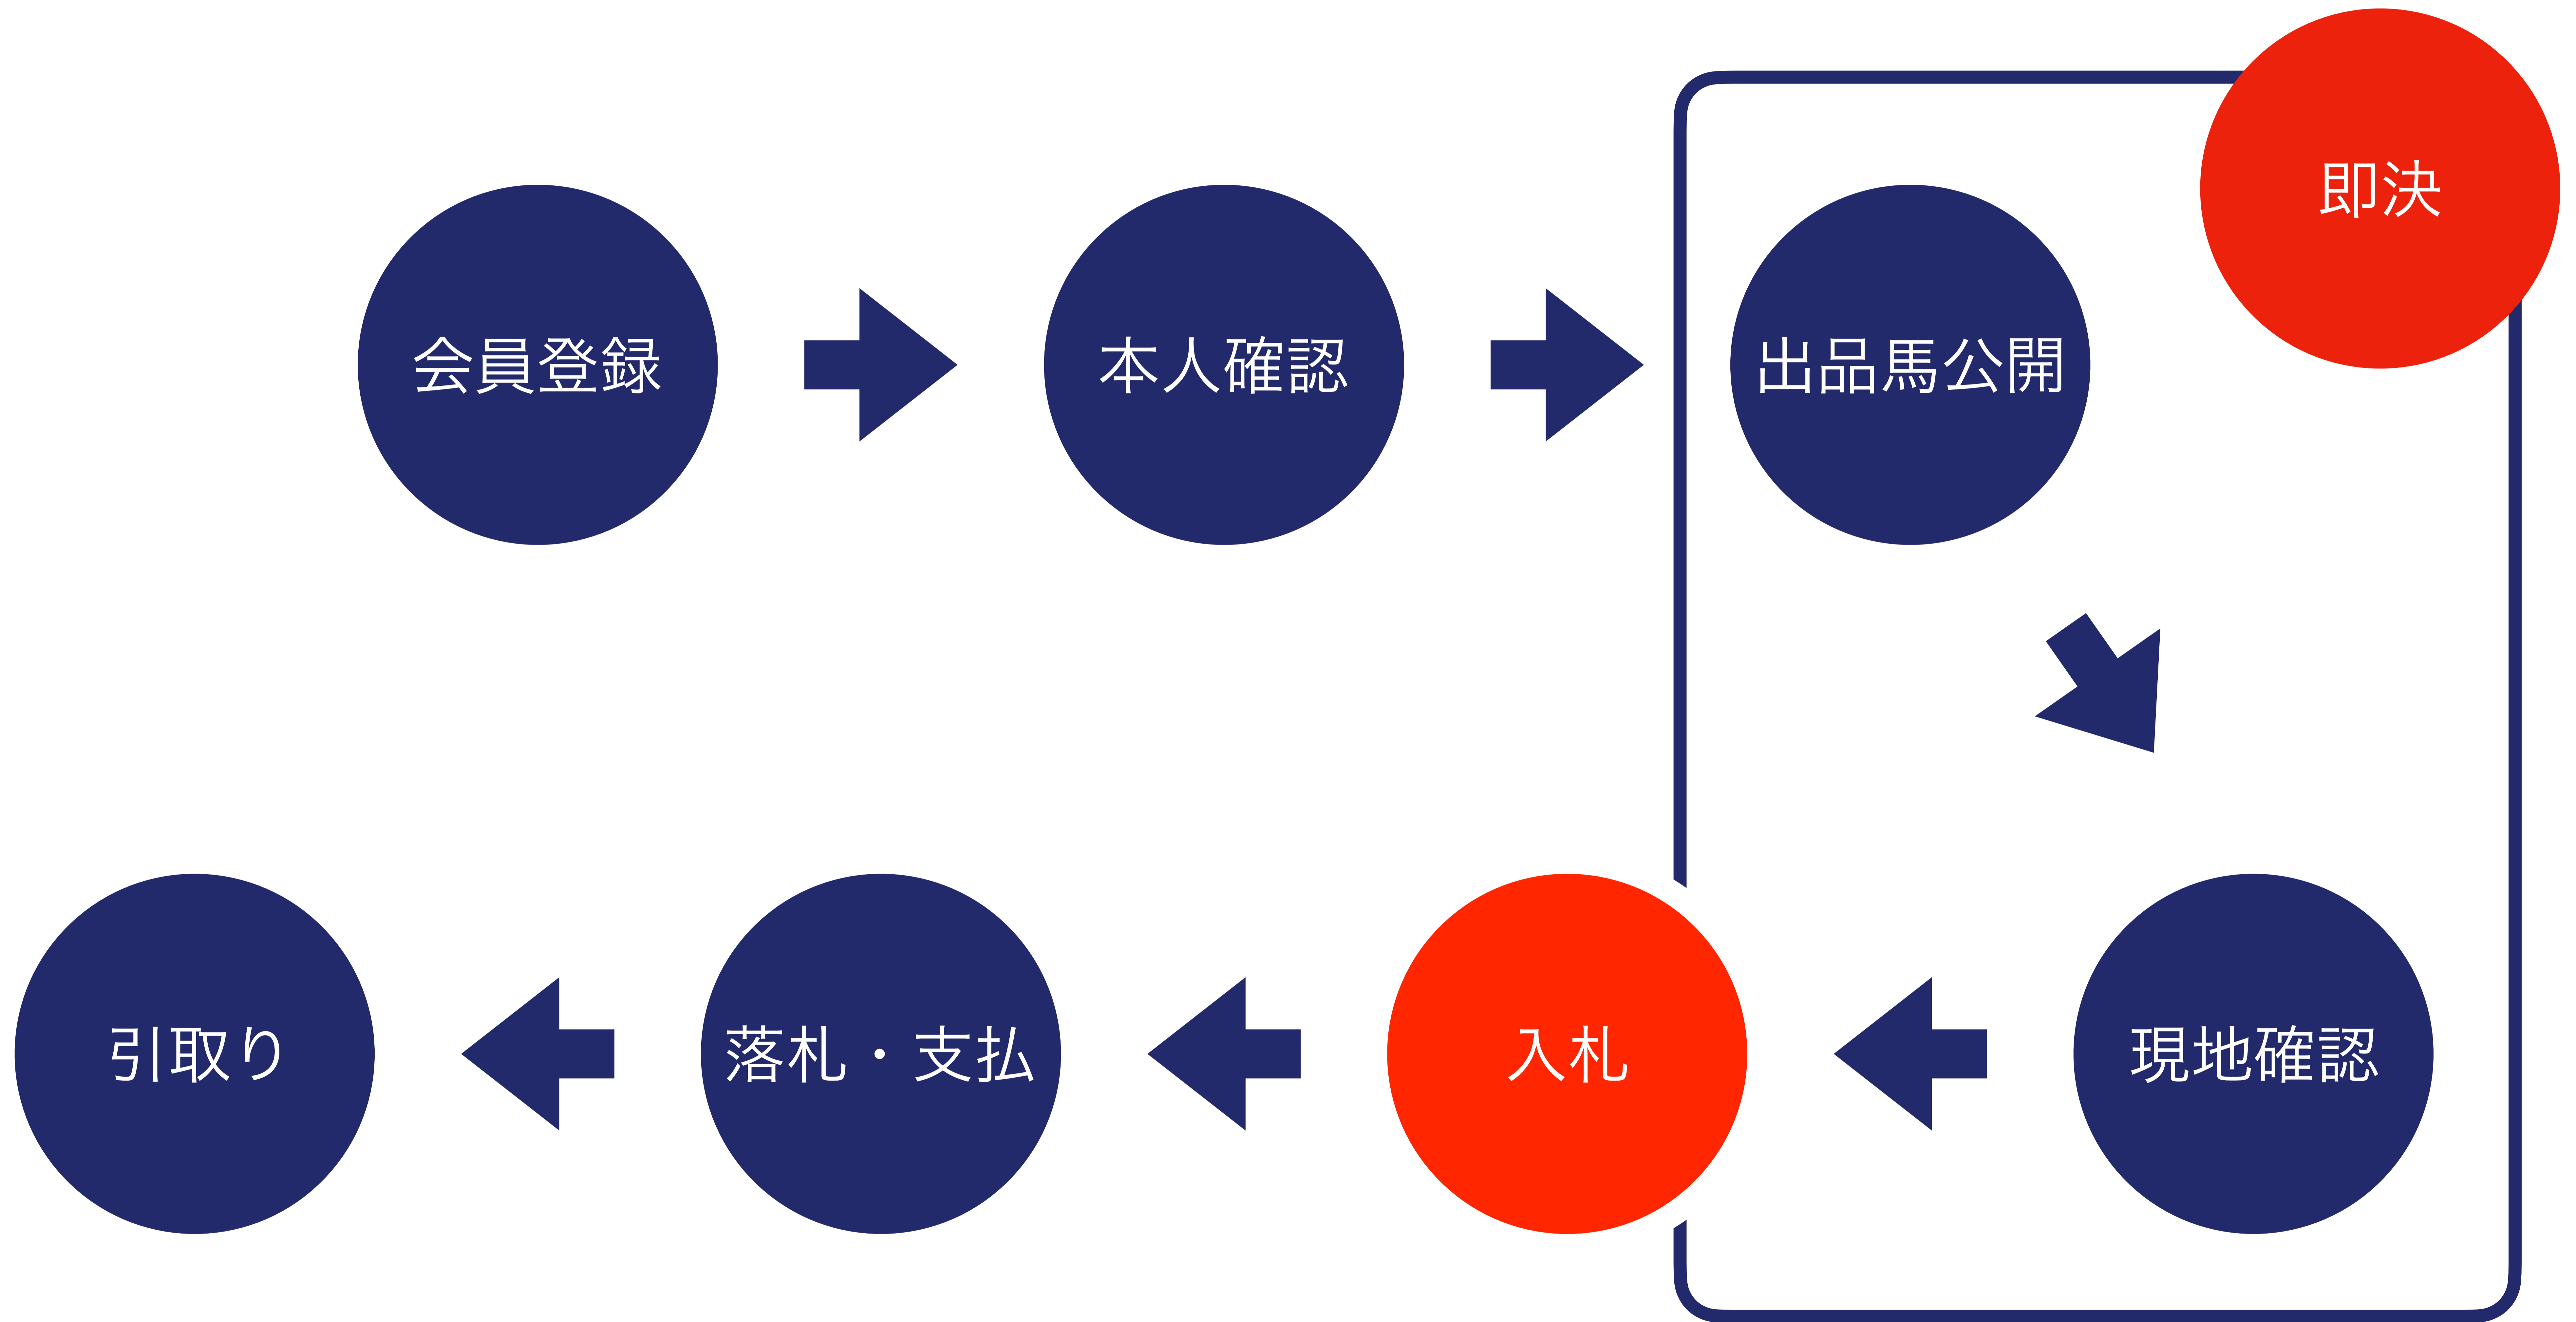 会員登録
本人確認
出品馬公開
即決
現地確認
入札
落札・支払
引取り